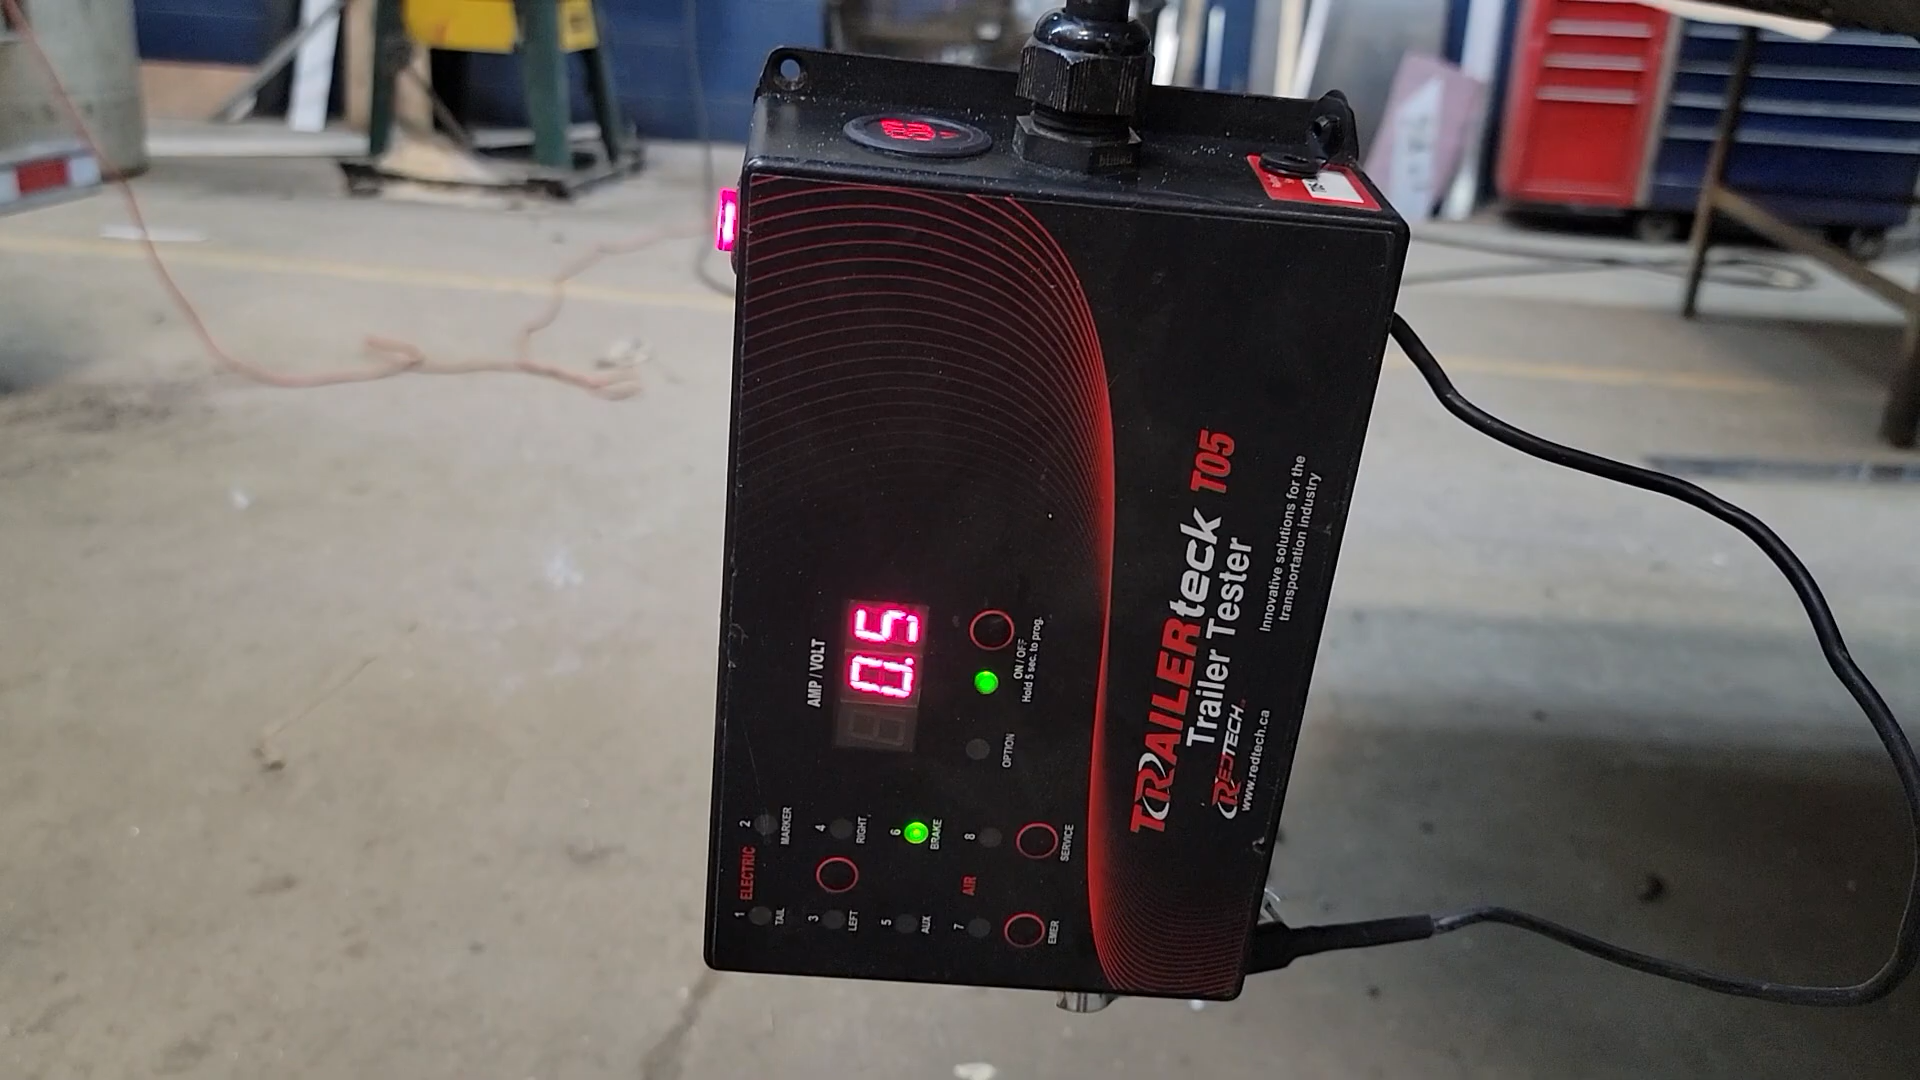 AMP / VOLT
0.5
ON / OFF
Hold 5 sec. to prog.
OPTION
ELECTRIC
1
TAIL
2
MARKER
3
LEFT
4
RIGHT
5
AUX
6
BRAKE
AIR
7
EMER
8
SERVICE
TRAILERteck T05
Trailer Tester
REDTECH
www.redtech.ca
Innovative solutions for the
transportation industry